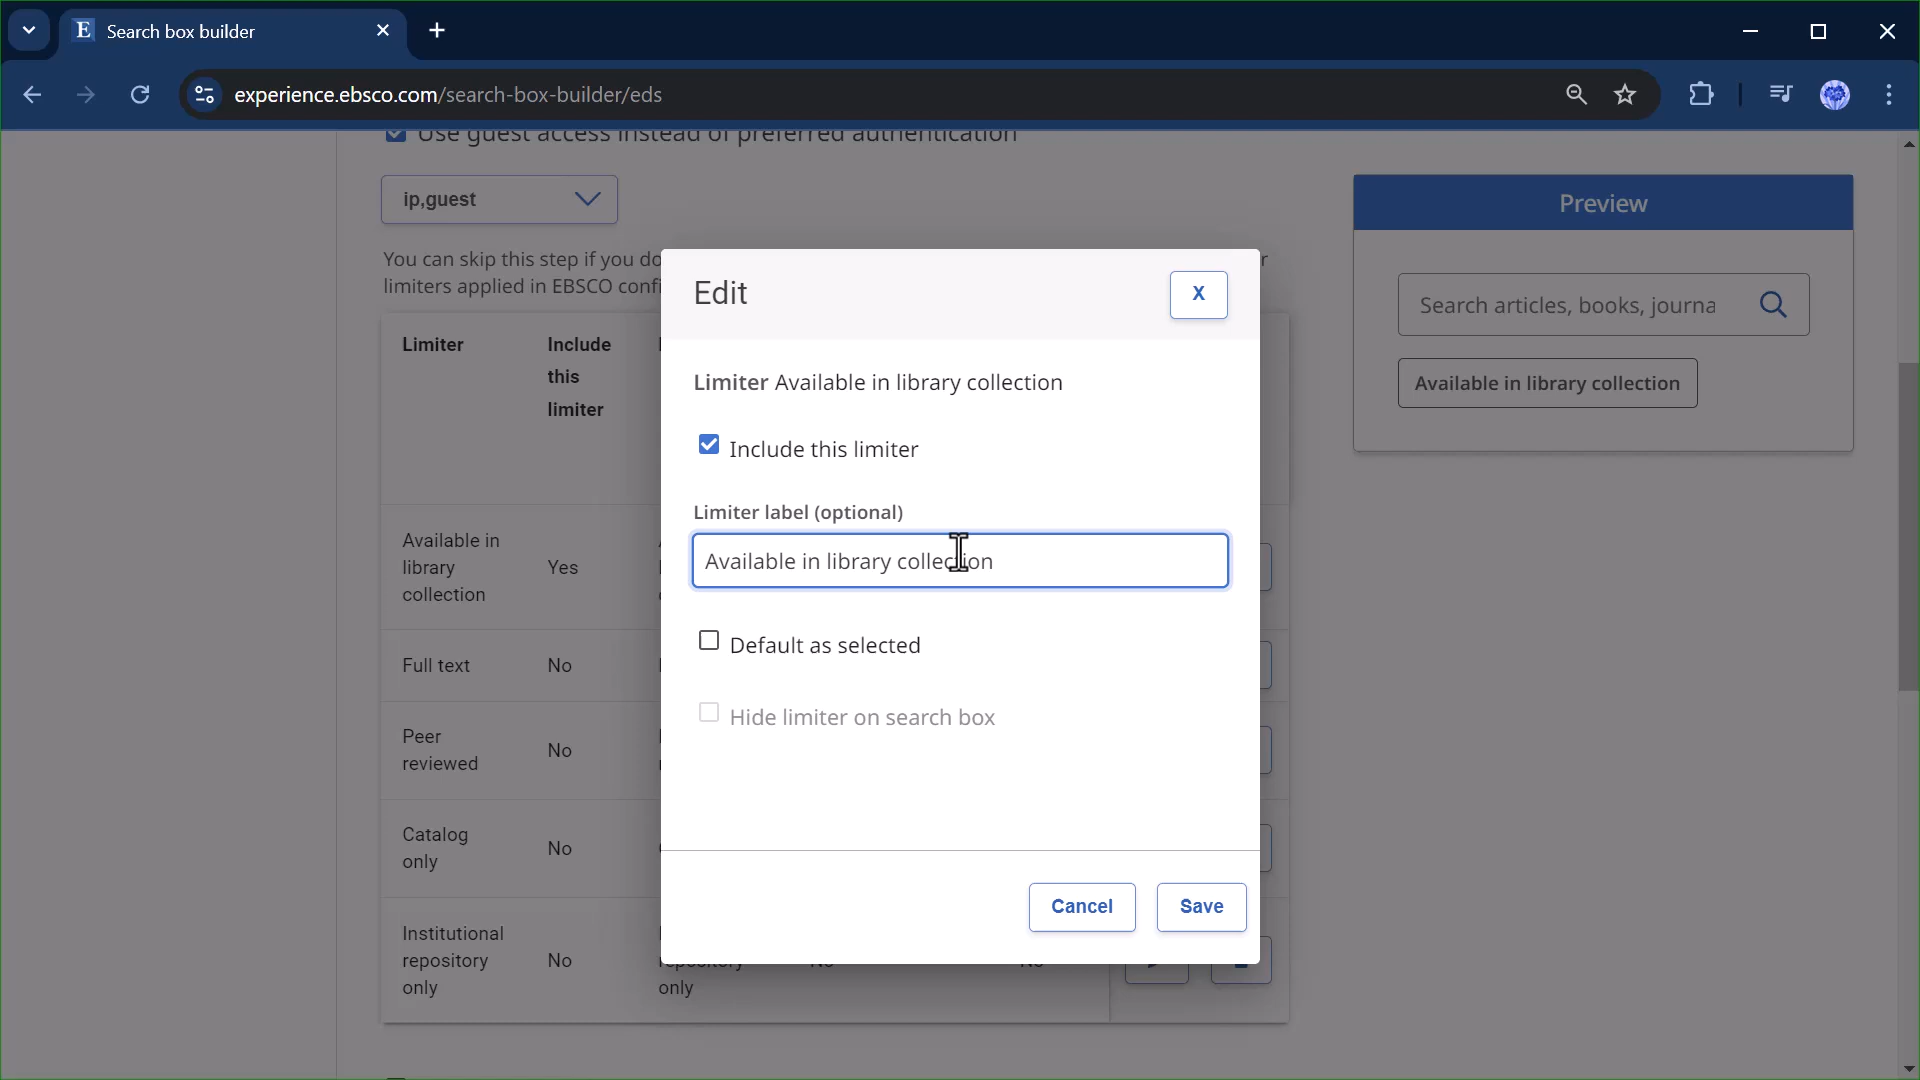 Search box builder
experience.ebsco.com/search-box-builder/eds
Use guest access instead of preferred authentication
ip,guest
You can skip this step if you do
limiters applied in EBSCO confi
Limiter
Include
this
limiter
Available in
library
collection
Yes
Full text
No
Peer
reviewed
No
Catalog
only
No
Institutional
repository
only
No
repository
only
No
No
Edit
X
Limiter Available in library collection
Include this limiter
Limiter label (optional)
Available in library collection
Default as selected
Hide limiter on search box
Cancel
Save
Preview
Search articles, books, journa
Available in library collection